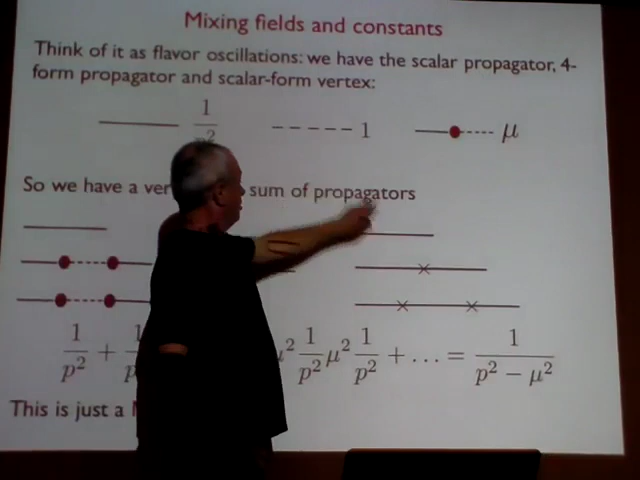 Mixing fields and constants
Think of it as flavor oscillations: we have the scalar propagator, 4-
form propagator and scalar-form vertex:
1 1 μ
So we have a sum of propagators
1/p² + μ² 1/p² μ² 1/p² + ... = 1/(p² − μ²)
This is just a